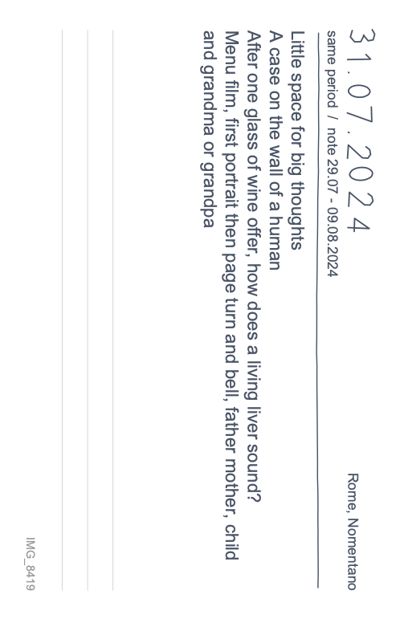 31.07.2024
Rome, Nomentano
same period / note 29.07 - 09.08.2024
Little space for big thoughts
A case on the wall of a human
After one glass of wine offer, how does a living liver sound?
Menu film, first portrait then page turn and bell, father mother, child
and grandma or grandpa
IMG_8419